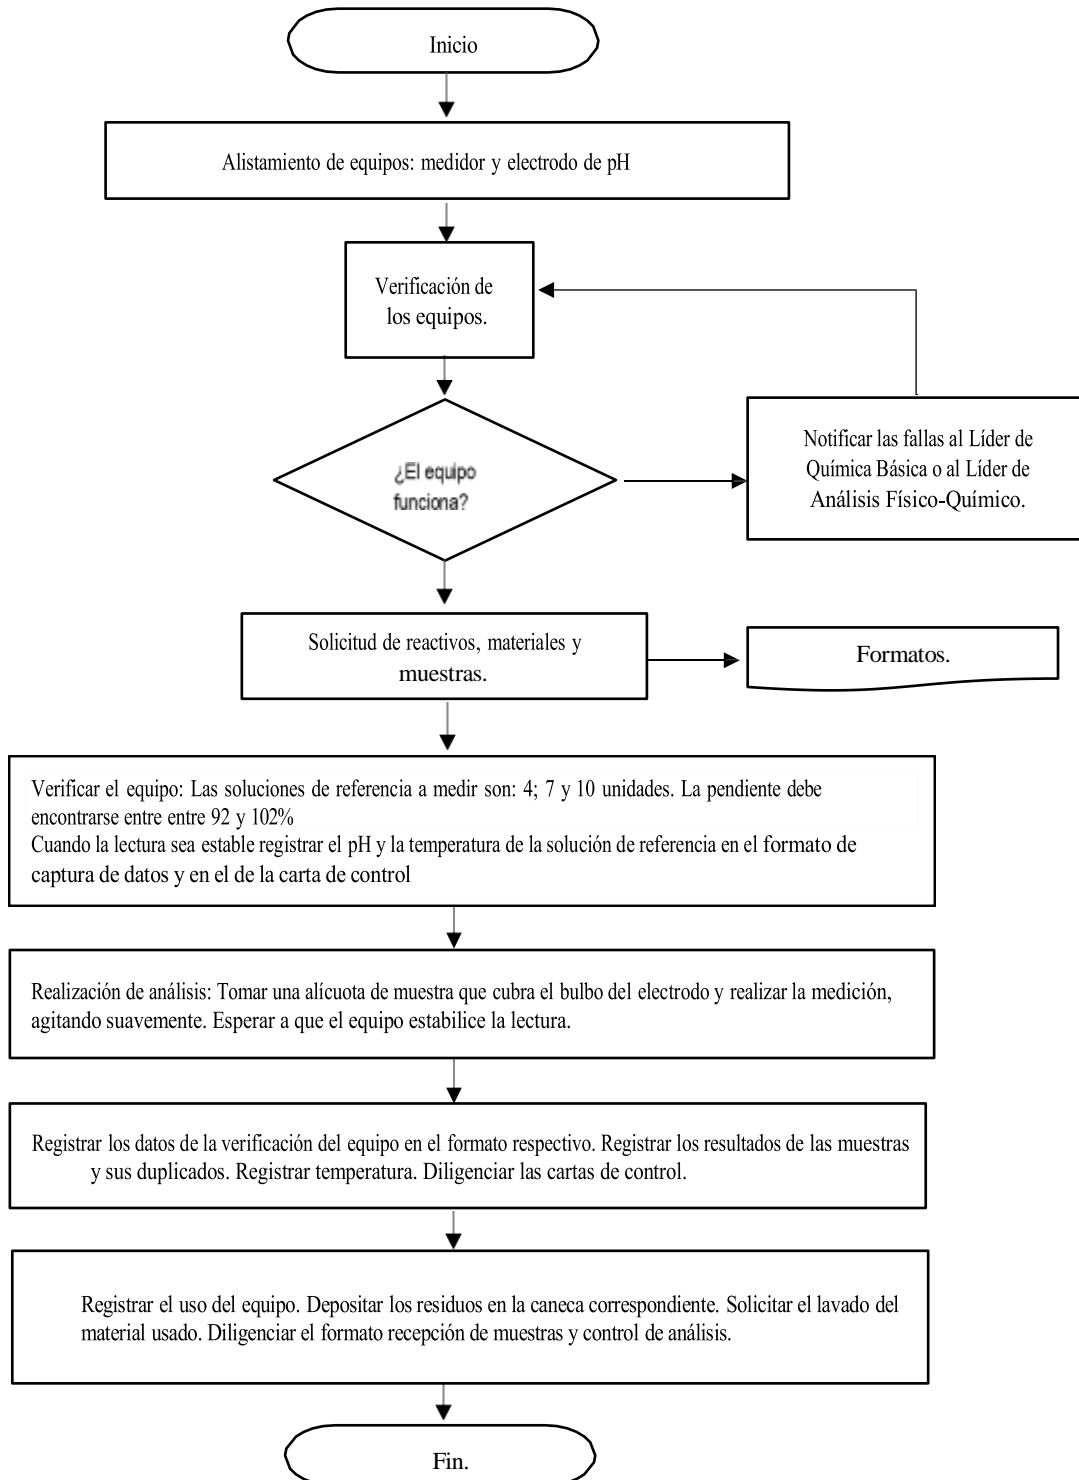 Inicio
Alistamiento de equipos: medidor y electrodo de pH
Verificación de
los equipos.
¿El equipo
funciona?
Notificar las fallas al Líder de
Química Básica o al Líder de
Análisis Físico-Químico.
Solicitud de reactivos, materiales y
muestras.
Formatos.
Verificar el equipo: Las soluciones de referencia a medir son: 4; 7 y 10 unidades. La pendiente debe
encontrarse entre entre 92 y 102%
Cuando la lectura sea estable registrar el pH y la temperatura de la solución de referencia en el formato de
captura de datos y en el de la carta de control
Realización de análisis: Tomar una alícuota de muestra que cubra el bulbo del electrodo y realizar la medición,
agitando suavemente. Esperar a que el equipo estabilice la lectura.
Registrar los datos de la verificación del equipo en el formato respectivo. Registrar los resultados de las muestras
y sus duplicados. Registrar temperatura. Diligenciar las cartas de control.
Registrar el uso del equipo. Depositar los residuos en la caneca correspondiente. Solicitar el lavado del
material usado. Diligenciar el formato recepción de muestras y control de análisis.
Fin.